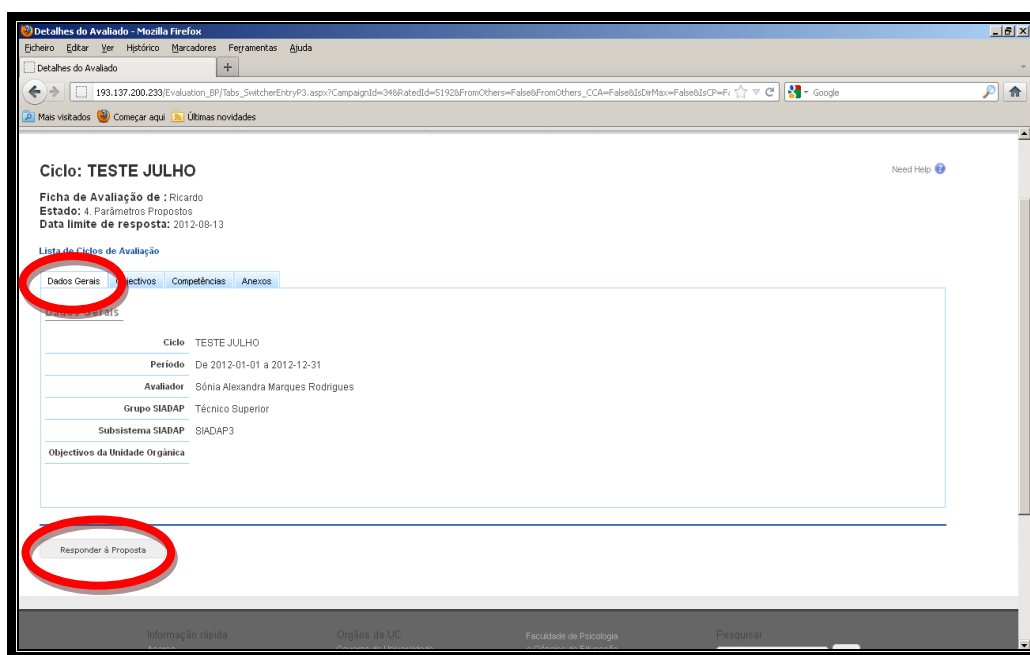 Detalhes do Avaliado - Mozilla Firefox
Ficheiro Editar Ver Histórico Marcadores Ferramentas Ajuda
Detalhes do Avaliado +
193.137.200.233/Evaluation_BP/Tabs_SwitcherEntryP3.aspx?CampaignId=348&RatedId=5192&FromOthers=False&FromOthers_CCA=False&IsDirMax=False&IsCP=F Google
Mais visitados Começar aqui Últimas novidades
Ciclo: TESTE JULHO
Need Help ?
Ficha de Avaliação de : Ricardo
Estado: 4. Parâmetros Propostos
Data limite de resposta: 2012-08-13
Lista de Ciclos de Avaliação
Dados Gerais Objectivos Competências Anexos
Dados Gerais
Ciclo TESTE JULHO
Período De 2012-01-01 a 2012-12-31
Avaliador Sónia Alexandra Marques Rodrigues
Grupo SIADAP Técnico Superior
Subsistema SIADAP SIADAP3
Objectivos da Unidade Orgânica
Responder à Proposta
Informação rápida Orgãos da UC Faculdade de Psicologia Pesquisar